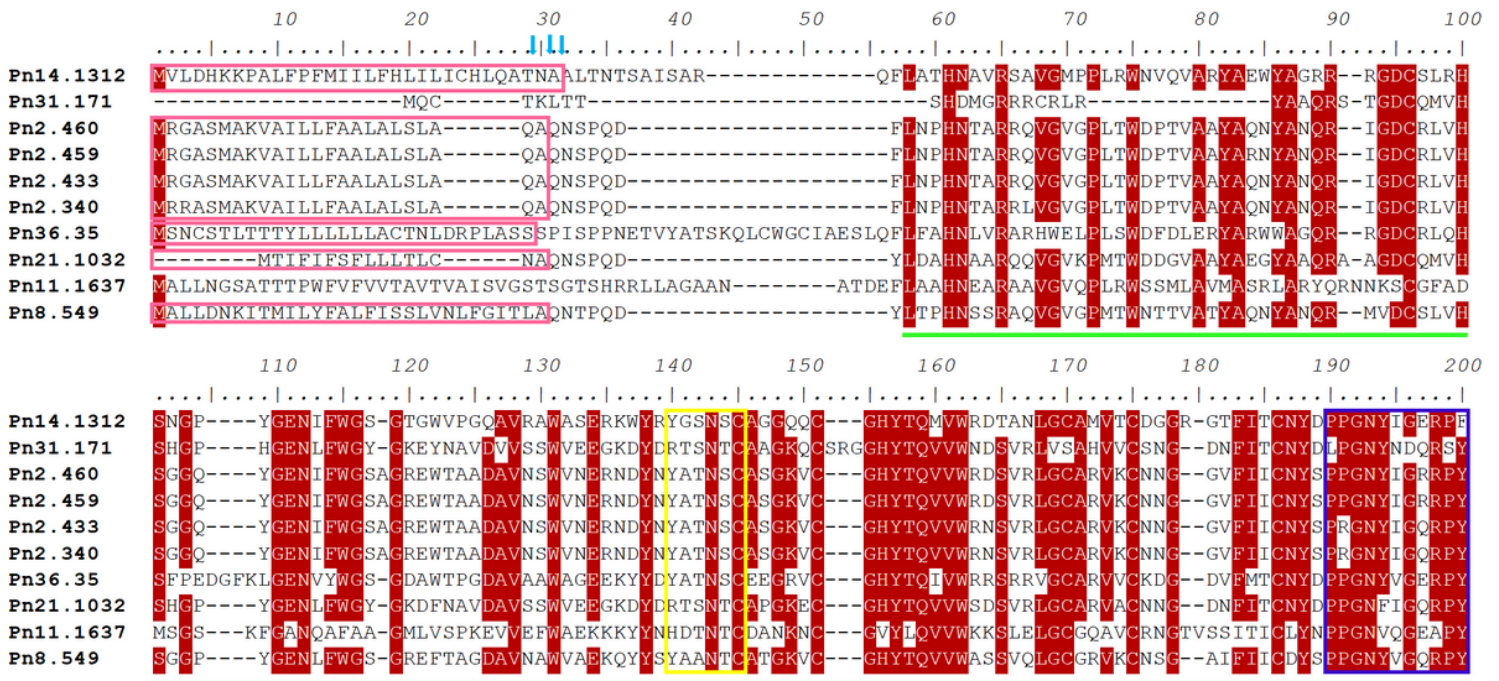 10 20 30 40 50 60 70 80 90 100
....|....|....|....|....|....|....|....|....|....|....|....|....|....|....|....|....|....|....|....|
Pn14.1312 MVLDHKKPALFPFMIILFHLILICHLQATNAALTNTSAISAR-------------QFLATHNAVRSAVGMPPLRWNVQVARYAEWYAGRR--RGDCSLRH
Pn31.171 -------------------MQC------TKLTT--------------------------SHDMGRRRCRLR--------------YAAQRS-TGDCQMVH
Pn2.460 MRGASMAKVAILLFAALALSLA------QAQNSPQD--------------------FLNPHNTARRQVGVGPLTWDPTVAAYAQNYANQR--IGDCRLVH
Pn2.459 MRGASMAKVAILLFAALALSLA------QAQNSPQD--------------------FLNPHNTARRQVGVGPLTWDPTVAAYARNYANQR--IGDCRLVH
Pn2.433 MRGASMAKVAILLFAALALSLA------QAQNSPQD--------------------FLNPHNTARRQVGVGPLTWDPTVAAYAQNYANQR--IGDCRLVH
Pn2.340 MRRASMAKVAILLFAALALSLA------QAQNSPQD--------------------FLNPHNTARRLVGVGPLTWDPTVAAYAQNYANQR--IGDCRLVH
Pn36.35 MSNCSTLTTTYLLLLLLLACTNLDRPLASSSPISPPNETVYATSKQLCWGCIAESLQFLFAHNLVRARHWELPLSWDFDLERYARWWAGQR--RGDCRLQH
Pn21.1032 --------MTIFIFSFLLLTLC------NAQNSPQD--------------------YLDAHNAARQQVGVKPMTWDDGVAAYAEGYAAQRA-AGDCQMVH
Pn11.1637 MALLNGSATTTPWFVFVVTAVTVAISVGSTSGTSHRRLLAGAAN--------ATDEFLAAHNEARAAVGVQPLRWSSMLAVMASRLARYQRNNKSCGFAD
Pn8.549 MALLDNKITMILYFALFISSLVNLFGITLAQNTPQD--------------------YLTPHNSSRAQVGVGPMTWNTTVATYAQNYANQR--MVDCSLVH
110 120 130 140 150 160 170 180 190 200
....|....|....|....|....|....|....|....|....|....|....|....|....|....|....|....|....|....|....|....|
Pn14.1312 SNGP----YGENIFWGS-GTGWVPGQAVRAWASERKWYRYGSNSCAGGQQC---GHYTQMVWRDTANLGCAMVTCDGGR-GTFITCNYDPPGNYIGERPF
Pn31.171 SHGP----HGENLFWGY-GKEYNAVDVVSSWVEEGKDYDRTSNTCAAGKQCSRGGHYTQVVWNDSVRLVSAHVVCSNG--DNFITCNYDLPGNYNDQRSY
Pn2.460 SGGQ----YGENIFWGSAGREWTAADAVNSWVNERNDYNYATNSCASGKVC---GHYTQVVWRDSVRLGCARVKCNNG--GVFIICNYSPPGNYIGRRPY
Pn2.459 SGGQ----YGENIFWGSAGREWTAADAVNSWVNERNDYNYATNSCASGKVC---GHYTQVVWRDSVRLGCARVKCNNG--GVFIICNYSPPGNYIGRRPY
Pn2.433 SGGQ----YGENIFWGSAGREWTAADAVNSWVNERNDYNYATNSCASGKVC---GHYTQVVWRNSVRLGCARVKCNNG--GVFIICNYSPRGNYIGQRPY
Pn2.340 SGGQ----YGENIFWGSAGREWTAADAVNSWVNERNDYNYATNSCASGKVC---GHYTQVVWRNSVRLGCARVKCNNG--GVFIICNYSPRGNYIGQRPY
Pn36.35 SFPEDGFKLGENVYWGS-GDAWTPGDAVAAWAGEEKYYDYATNSCEEGRVC---GHYTQIVWRRSRRVGCARVVCKDG--DVFMTCNYDPPGNYVGERPY
Pn21.1032 SHGP----YGENLFWGY-GKDFNAVDAVSSWVEEGKDYDRTSNTCAPGKEC---GHYTQVVWSDSVRLGCARVACNNG--DNFITCNYDPPGNFIGQRPY
Pn11.1637 MSGS---KFGANQAFAA-GMLVSPKEVVEFWAEKKKYYNHDTNTCDANKNC---GVYLQVVWKKSLELGCGQAVCRNGTVSSITICLYNPPGNVQGEAPY
Pn8.549 SGGP----YGENLFWGS-GREFTAGDAVNAWVAEKQYYSYAANTCATGKVC---GHYTQVVWASSVQLGCGRVKCNSG--AIFIICDYSPPGNYVGQRPY